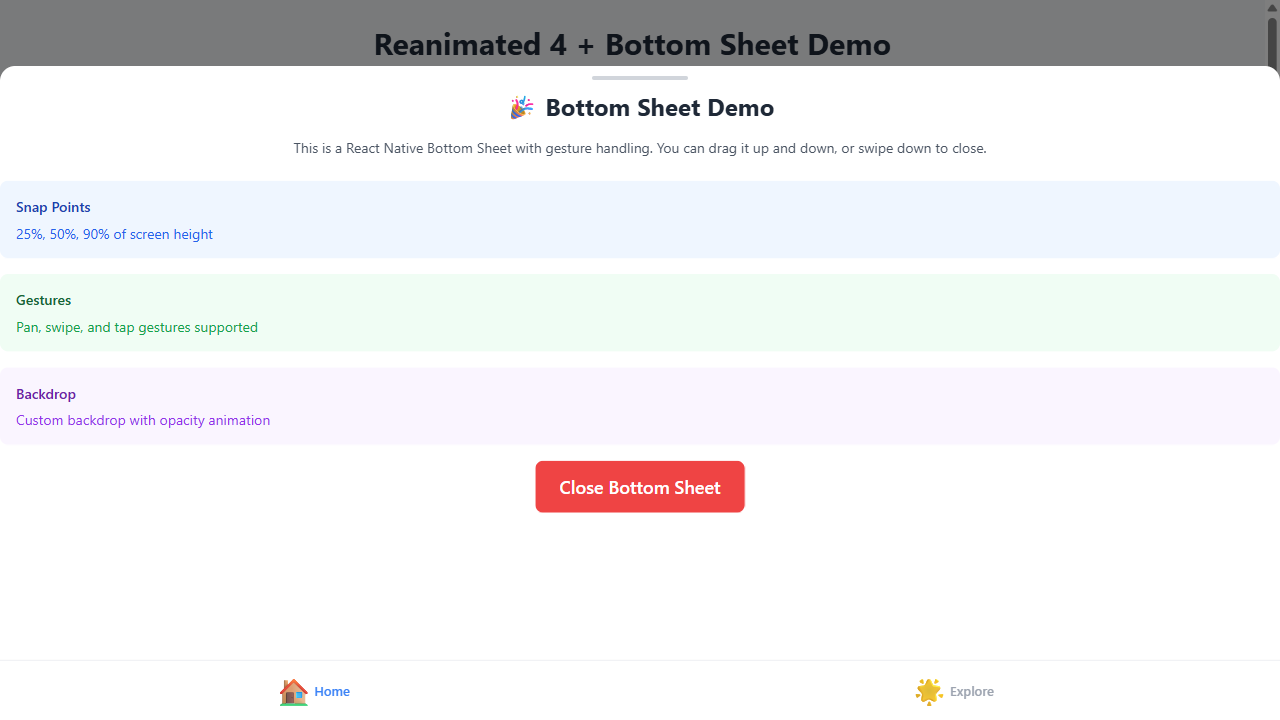 Reanimated 4 + Bottom Sheet Demo
🎉 Bottom Sheet Demo
This is a React Native Bottom Sheet with gesture handling. You can drag it up and down, or swipe down to close.
Snap Points
25%, 50%, 90% of screen height
Gestures
Pan, swipe, and tap gestures supported
Backdrop
Custom backdrop with opacity animation
Close Bottom Sheet
🏠 Home
🌟 Explore